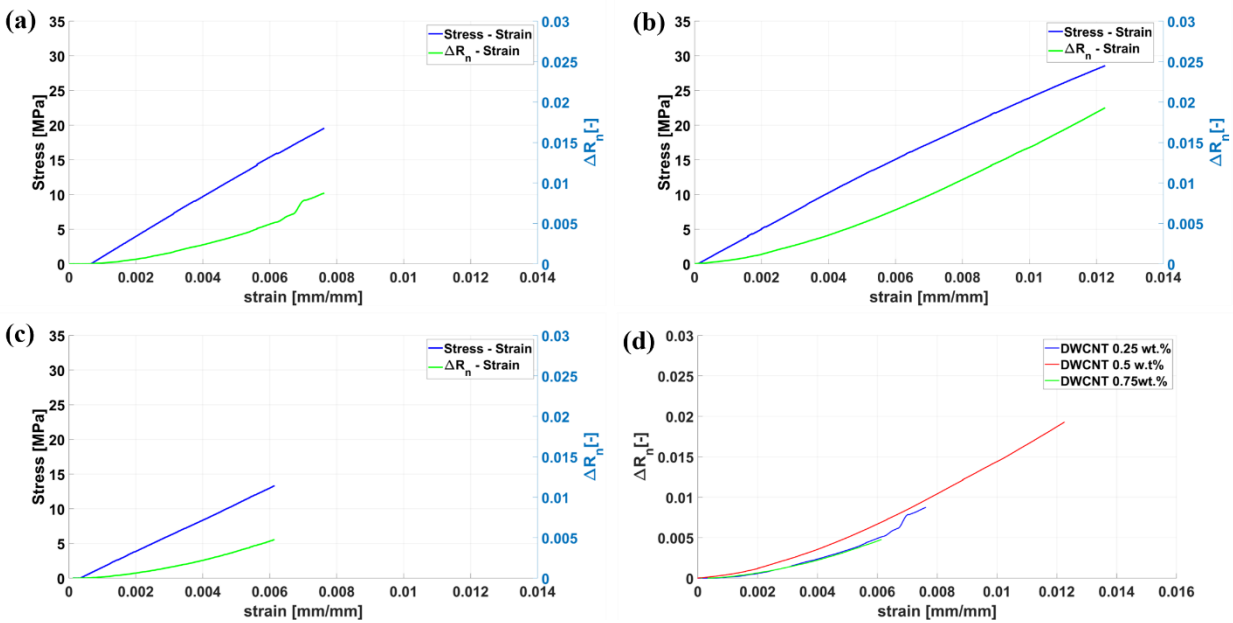 (a)
35
30
25
20
15
10
5
0
Stress [MPa]
0.03
0.025
0.02
0.015
0.01
0.005
0
ΔRn[-]
Stress - Strain
ΔRn - Strain
0.002 0.004 0.006 0.008 0.01 0.012 0.014
strain [mm/mm]
(b)
35
30
25
20
15
10
5
0
Stress [MPa]
0.03
0.025
0.02
0.015
0.01
0.005
0
ΔRn[-]
Stress - Strain
ΔRn - Strain
0 0.002 0.004 0.006 0.008 0.01 0.012 0.014
strain [mm/mm]
(c)
35
30
25
20
15
10
5
0
Stress [MPa]
0.03
0.025
0.02
0.015
0.01
0.005
0
ΔRn[-]
Stress - Strain
ΔRn - Strain
0 0.002 0.004 0.006 0.008 0.01 0.012 0.014
strain [mm/mm]
(d)
0.03
0.025
0.02
0.015
0.01
0.005
0
ΔRn[-]
DWCNT 0.25 wt.%
DWCNT 0.5 w.t%
DWCNT 0.75wt.%
0 0.002 0.004 0.006 0.008 0.01 0.012 0.014 0.016
strain [mm/mm]